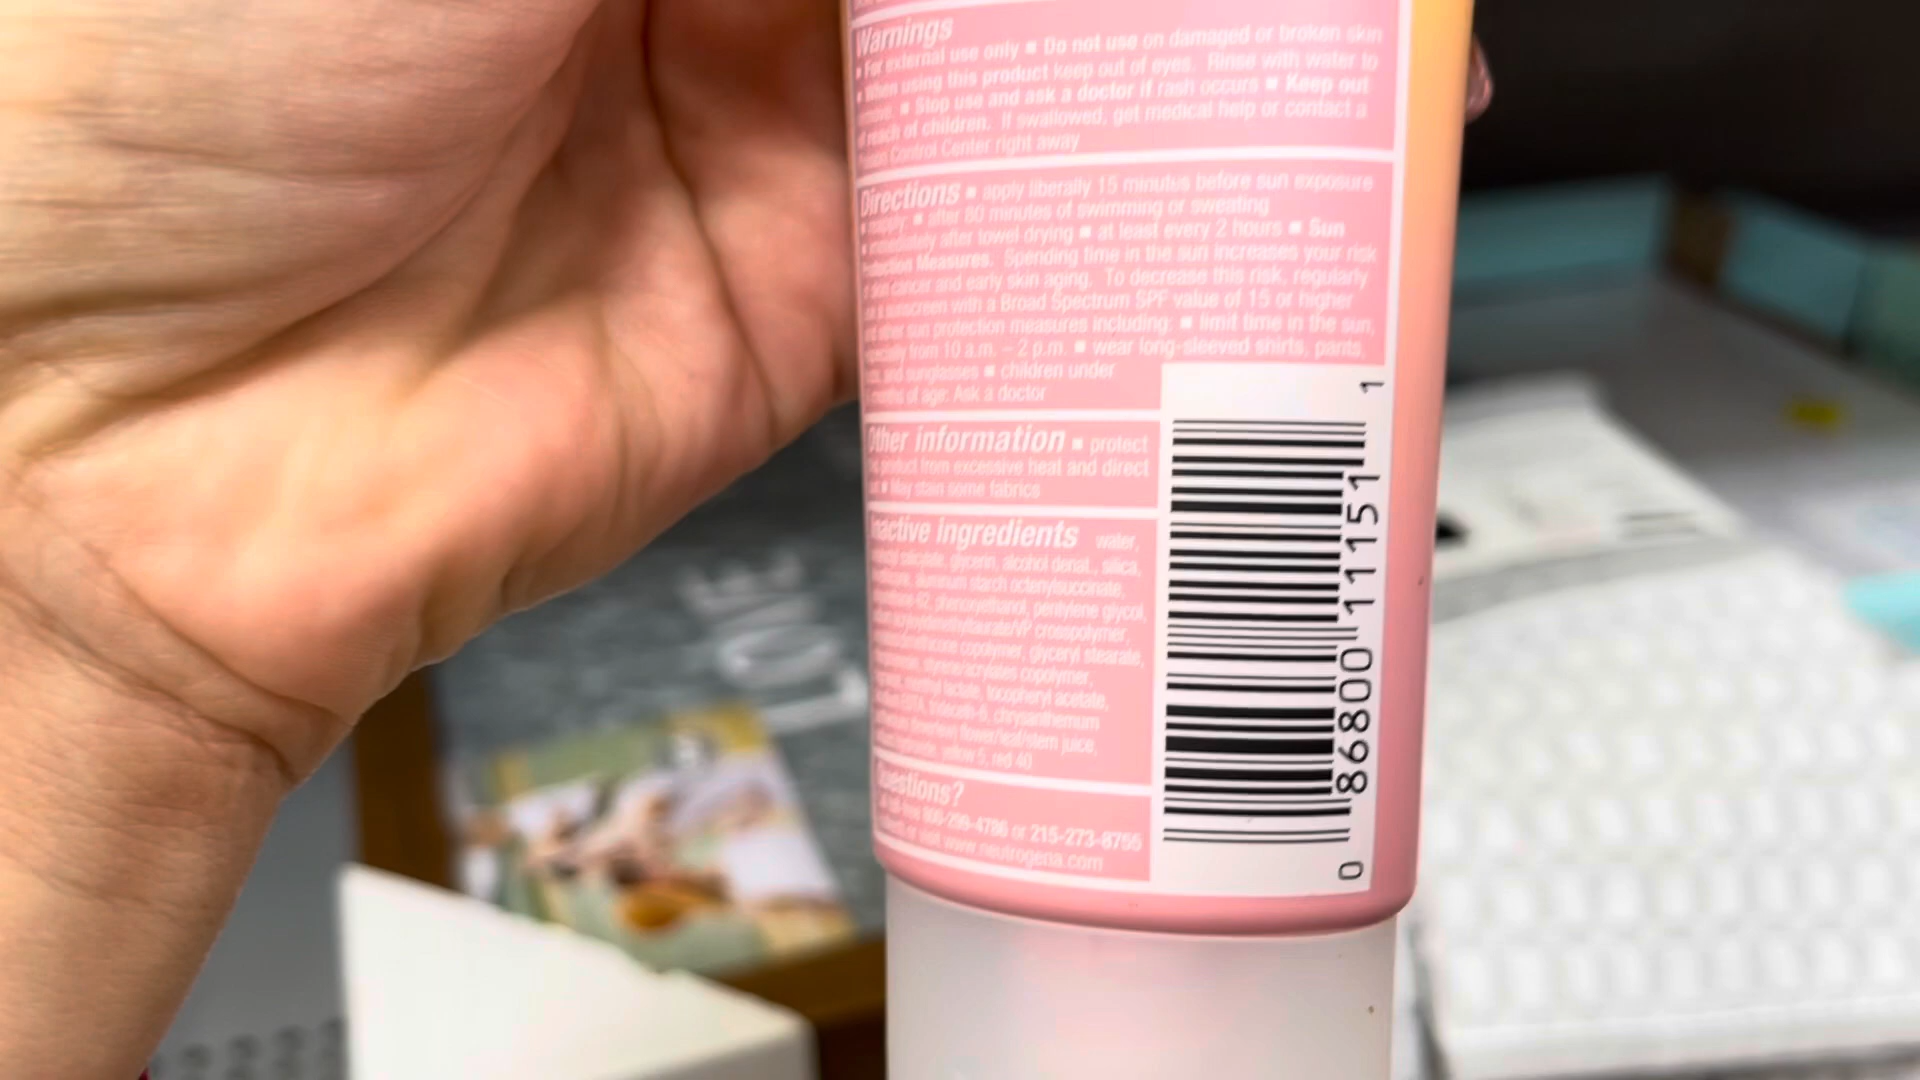 Warnings
For external use only ▪ Do not use on damaged or broken skin
▪ When using this product keep out of eyes. Rinse with water to
▪ Stop use and ask a doctor if rash occurs ▪ Keep out
of reach of children. If swallowed, get medical help or contact a
Control Center right away
Directions ▪ apply liberally 15 minutes before sun exposure
▪ after 80 minutes of swimming or sweating
▪ immediately after towel drying ▪ at least every 2 hours ▪ Sun
Protection Measures. Spending time in the sun increases your risk
skin cancer and early skin aging. To decrease this risk, regularly
a sunscreen with a Broad Spectrum SPF value of 15 or higher
other sun protection measures including: ▪ limit time in the sun,
especially from 10 a.m. – 2 p.m. ▪ wear long-sleeved shirts, pants,
and sunglasses ▪ children under
months of age: Ask a doctor
Other information ▪ protect
product from excessive heat and direct
▪ May stain some fabrics
Inactive ingredients water,
salicylate, glycerin, alcohol denat., silica,
aluminum starch octenylsuccinate,
phenoxyethanol, pentylene glycol,
crosspolymer,
copolymer, glyceryl stearate,
styrene/acrylates copolymer,
methyl lactate, tocopheryl acetate,
EDTA, trideceth-6, chrysanthemum
flower/leaf/stem juice,
yellow 5, red 40
Questions?
800-299-4786 or 215-273-8755
or visit www.neutrogena.com
0 86800 11151 1
LOVE